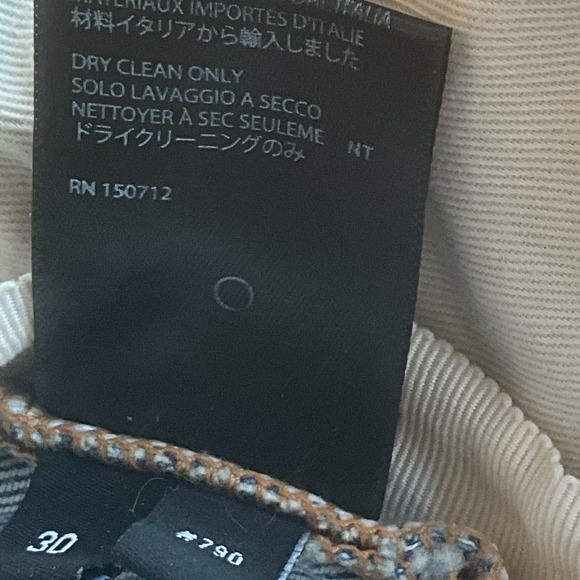 MATÉRIAUX IMPORTÉS D'ITALIE
材料イタリアから輸入しました
DRY CLEAN ONLY
SOLO LAVAGGIO A SECCO
NETTOYER À SEC SEULEME NT
ドライクリーニングのみ
RN 150712
30
#790